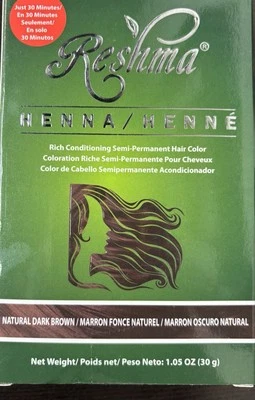 Just 30 Minutes/
En 30 Minutes
Seulement/
En solo
30 Minutos
Reshma®
HENNA/HENNÉ
Rich Conditioning Semi-Permanent Hair Color
Coloration Riche Semi-Permanente Pour Cheveux
Color de Cabello Semipermanente Acondicionador
NATURAL DARK BROWN / MARRON FONCE NATUREL / MARRON OSCURO NATURAL
Net Weight/ Poids net/ Peso Neto: 1.05 OZ (30 g)